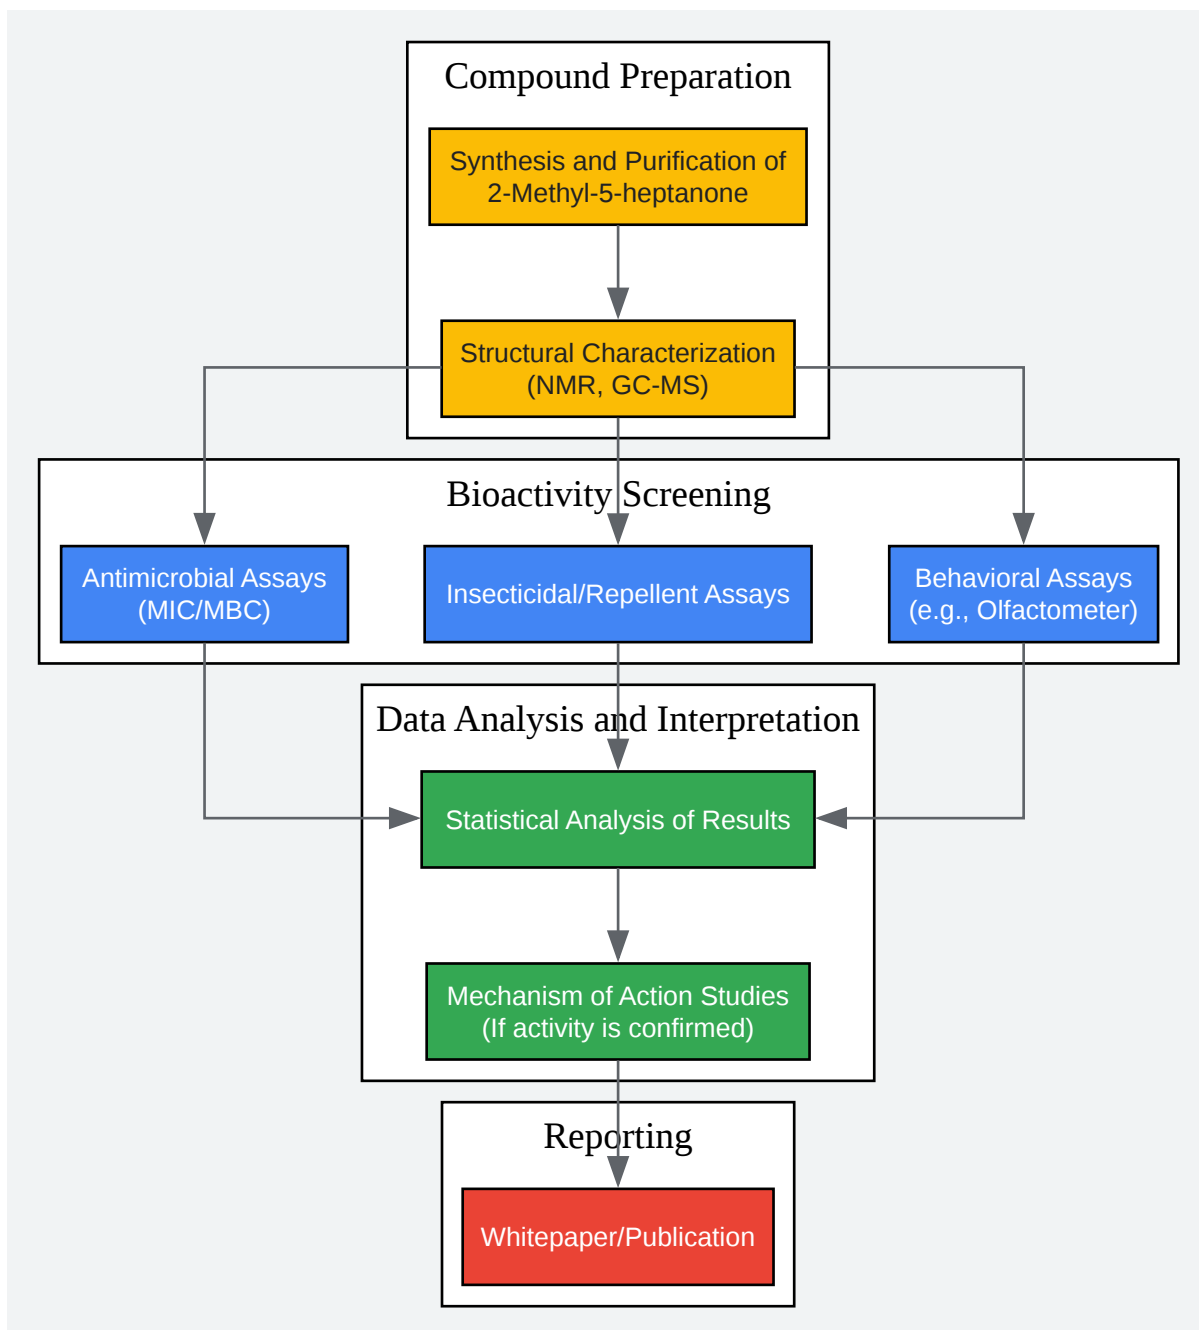 Compound Preparation
Synthesis and Purification of
2-Methyl-5-heptanone
Structural Characterization
(NMR, GC-MS)
Bioactivity Screening
Antimicrobial Assays
(MIC/MBC)
Insecticidal/Repellent Assays
Behavioral Assays
(e.g., Olfactometer)
Data Analysis and Interpretation
Statistical Analysis of Results
Mechanism of Action Studies
(If activity is confirmed)
Reporting
Whitepaper/Publication